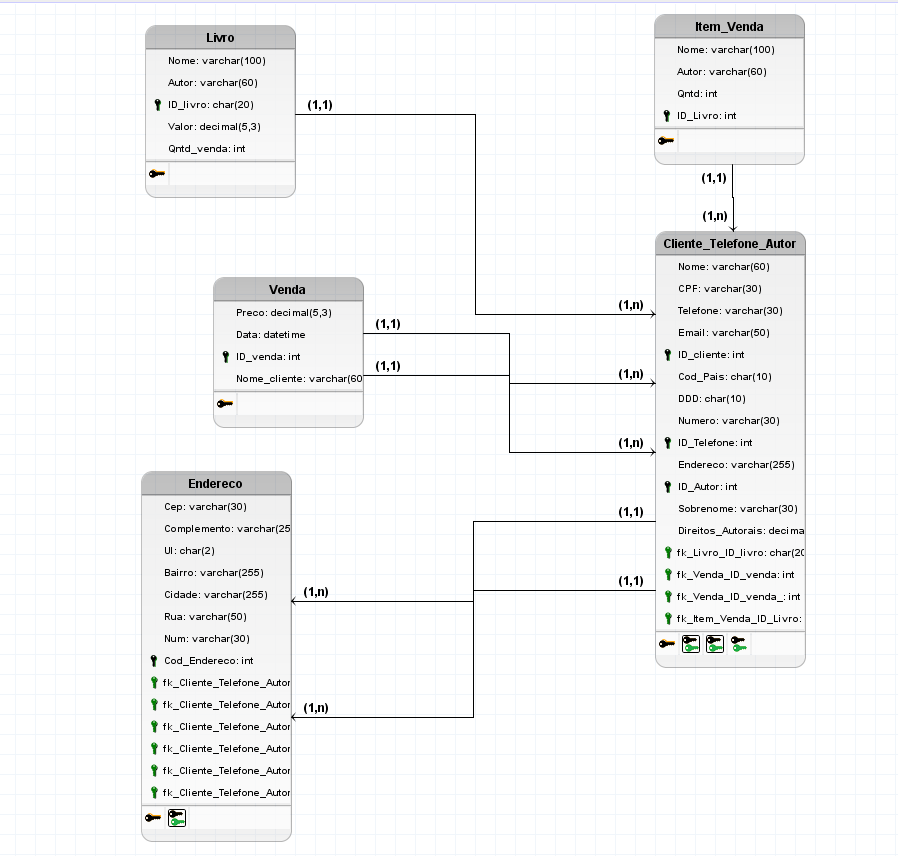 Livro
Nome: varchar(100)
Autor: varchar(60)
ID_livro: char(20)
Valor: decimal(5,3)
Qntd_venda: int
(1,1)
Item_Venda
Nome: varchar(100)
Autor: varchar(60)
Qntd: int
ID_Livro: int
(1,1)
(1,n)
Cliente_Telefone_Autor
Nome: varchar(60)
CPF: varchar(30)
Telefone: varchar(30)
Email: varchar(50)
ID_cliente: int
Cod_Pais: char(10)
DDD: char(10)
Numero: varchar(30)
ID_Telefone: int
Endereco: varchar(255)
ID_Autor: int
Sobrenome: varchar(30)
Direitos_Autorais: decima
fk_Livro_ID_livro: char(20
fk_Venda_ID_venda: int
fk_Venda_ID_venda_: int
fk_Item_Venda_ID_Livro:
(1,n)
(1,n)
(1,n)
(1,1)
(1,1)
Venda
Preco: decimal(5,3)
Data: datetime
ID_venda: int
Nome_cliente: varchar(60
(1,1)
(1,1)
Endereco
Cep: varchar(30)
Complemento: varchar(25
UI: char(2)
Bairro: varchar(255)
Cidade: varchar(255)
Rua: varchar(50)
Num: varchar(30)
Cod_Endereco: int
fk_Cliente_Telefone_Autor
fk_Cliente_Telefone_Autor
fk_Cliente_Telefone_Autor
fk_Cliente_Telefone_Autor
fk_Cliente_Telefone_Autor
fk_Cliente_Telefone_Autor
(1,n)
(1,n)